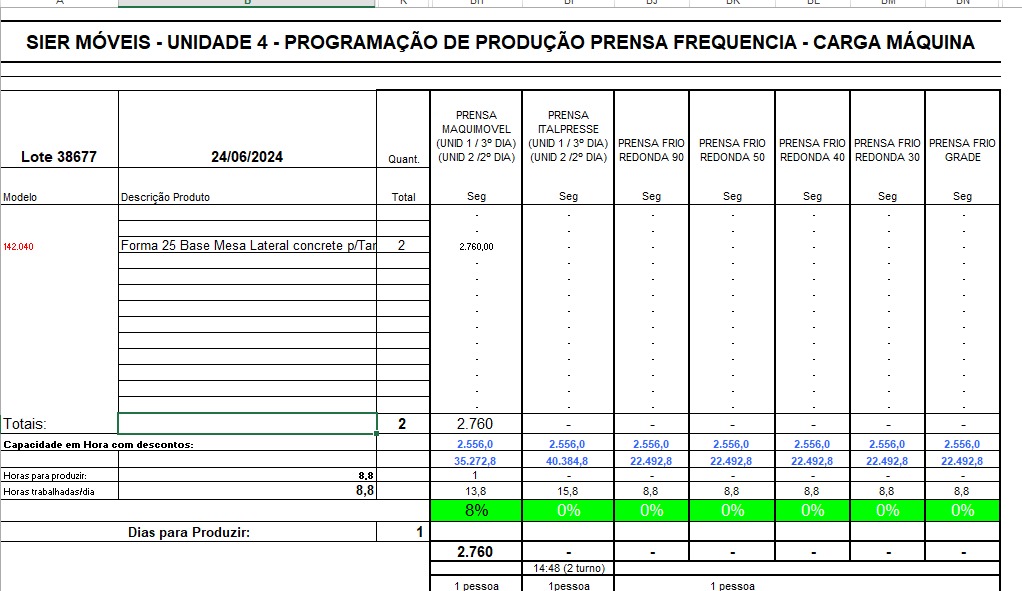 SIER MÓVEIS - UNIDADE 4 - PROGRAMAÇÃO DE PRODUÇÃO PRENSA FREQUENCIA - CARGA MÁQUINA
Lote 38677 24/06/2024 Quant.
PRENSA MAQUIMOVEL (UNID 1 / 3º DIA) (UNID 2 /2º DIA)
PRENSA ITALPRESSE (UNID 1 / 3º DIA) (UNID 2 /2º DIA)
PRENSA FRIO REDONDA 90
PRENSA FRIO REDONDA 50
PRENSA FRIO REDONDA 40
PRENSA FRIO REDONDA 30
PRENSA FRIO GRADE
Modelo Descrição Produto Total Seg Seg Seg Seg Seg Seg Seg
- - - - - - -
142.040 Forma 25 Base Mesa Lateral concrete p/Tar 2 2.760,00 - - - - - -
- - - - - - -
- - - - - - -
- - - - - - -
- - - - - - -
- - - - - - -
- - - - - - -
- - - - - - -
- - - - - - -
- - - - - - -
- - - - - - -
Totais: 2 2.760 - - - - - -
Capacidade em Hora com descontos: 2.556,0 2.556,0 2.556,0 2.556,0 2.556,0 2.556,0 2.556,0
35.272,8 40.384,8 22.492,8 22.492,8 22.492,8 22.492,8 22.492,8
Horas para produzir: 8,8 1 - - - - - -
Horas trabalhadas/dia 8,8 13,8 15,8 8,8 8,8 8,8 8,8 8,8
8% 0% 0% 0% 0% 0% 0%
Dias para Produzir: 1
2.760 - - - - - -
14:48 (2 turno)
1 pessoa 1pessoa 1 pessoa